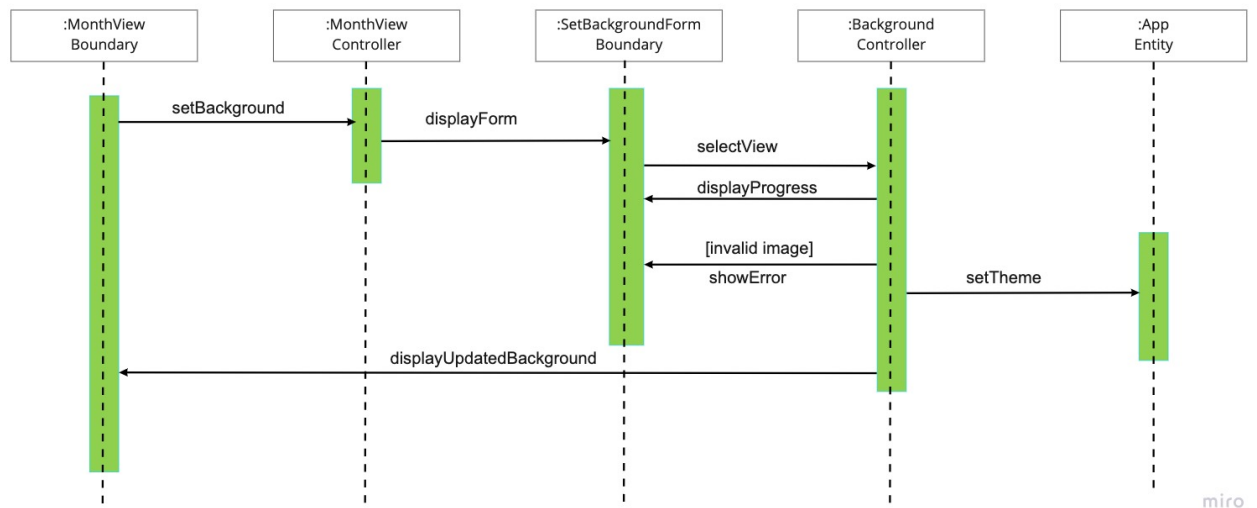 :MonthView
Boundary
:MonthView
Controller
:SetBackgroundForm
Boundary
:Background
Controller
:App
Entity
setBackground
displayForm
selectView
displayProgress
[invalid image]
showError
setTheme
displayUpdatedBackground
miro